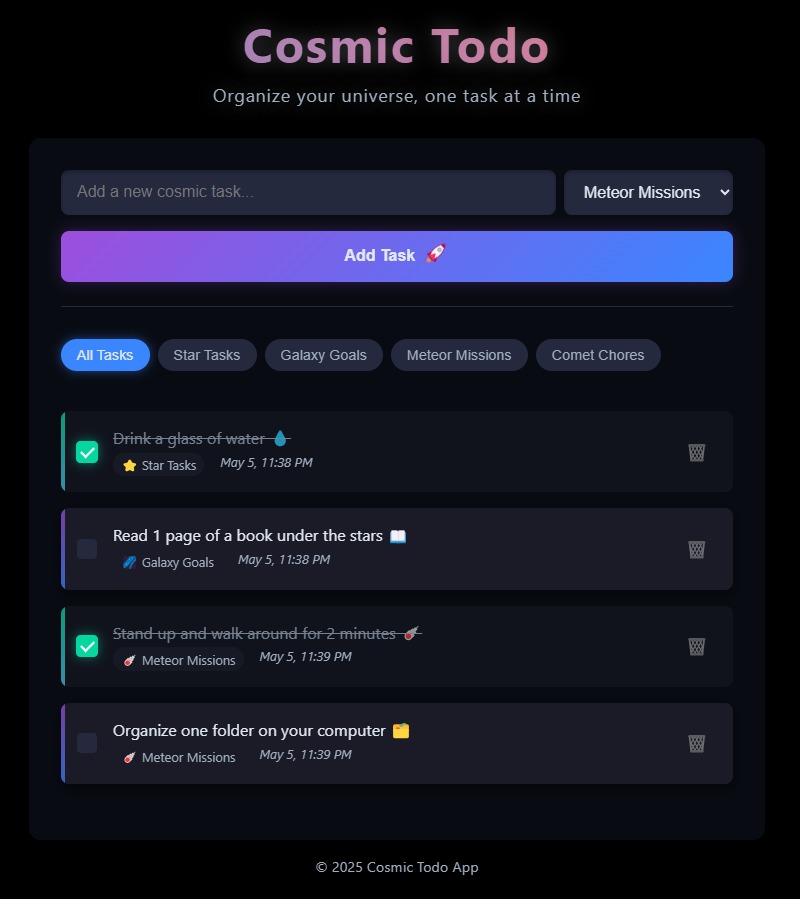 Cosmic Todo
Organize your universe, one task at a time
Add a new cosmic task...
Meteor Missions
Add Task 🚀
All Tasks
Star Tasks
Galaxy Goals
Meteor Missions
Comet Chores
Drink a glass of water 💧
⭐ Star Tasks
May 5, 11:38 PM
Read 1 page of a book under the stars 📖
🌌 Galaxy Goals
May 5, 11:38 PM
Stand up and walk around for 2 minutes ☄️
☄️ Meteor Missions
May 5, 11:39 PM
Organize one folder on your computer 🗂️
☄️ Meteor Missions
May 5, 11:39 PM
© 2025 Cosmic Todo App